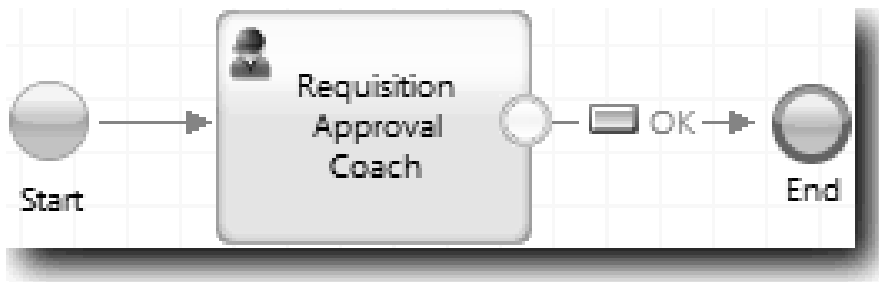 Start
Requisition
Approval
Coach
OK
End